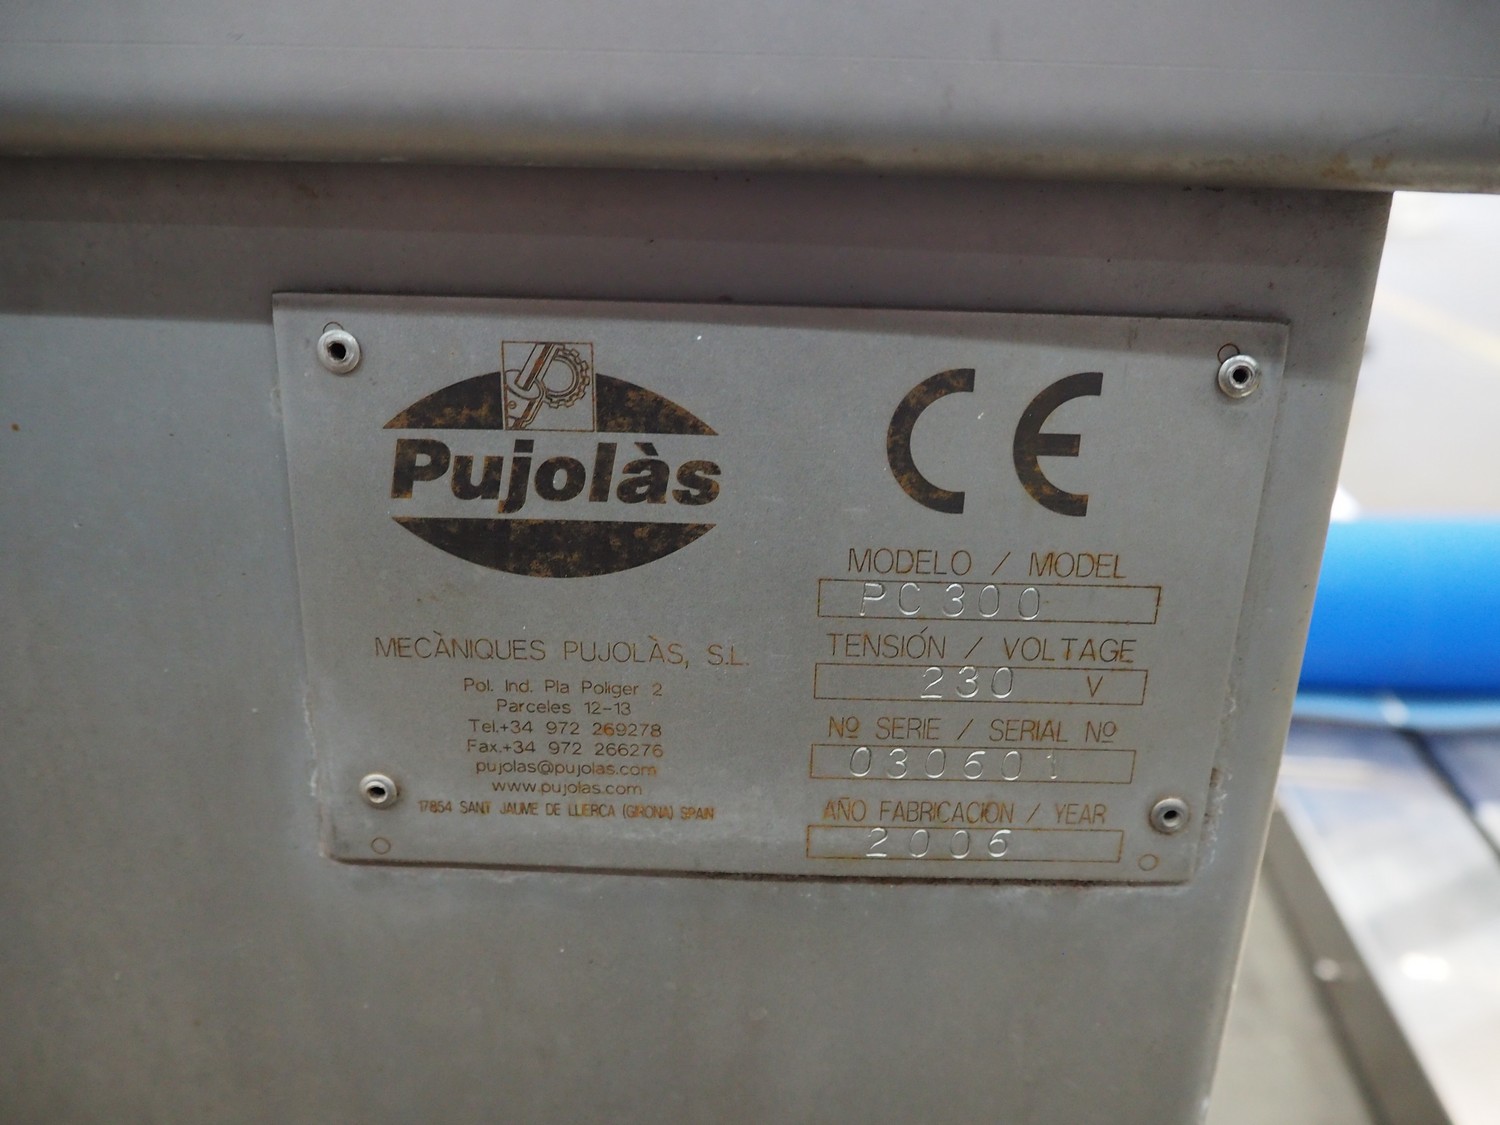 Pujolàs
MECÀNIQUES PUJOLÀS, S.L.
Pol. Ind. Pla Poliger 2
Parceles 12-13
Tel.+34 972 269278
Fax.+34 972 266276
pujolas@pujolas.com
www.pujolas.com
17854 SANT JAUME DE LLIERCA (GIRONA) SPAIN
CE
MODELO / MODEL
PC300
TENSIÓN / VOLTAGE
230 V
Nº SERIE / SERIAL Nº
030601
AÑO FABRICACION / YEAR
2006